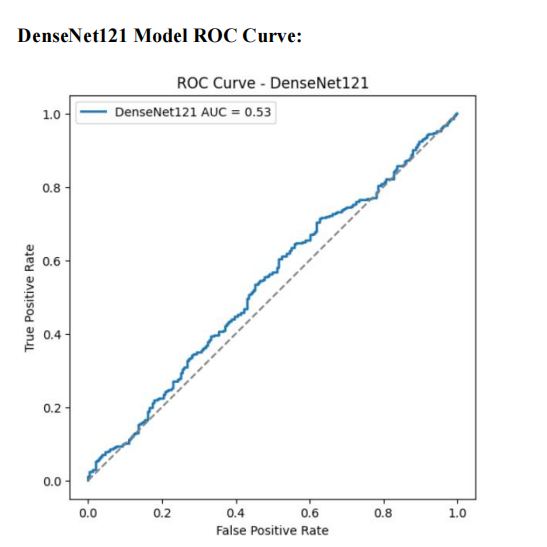 DenseNet121 Model ROC Curve:
ROC Curve - DenseNet121
DenseNet121 AUC = 0.53
1.0
0.8
0.6
0.4
0.2
0.0
True Positive Rate
0.0 0.2 0.4 0.6 0.8 1.0
False Positive Rate